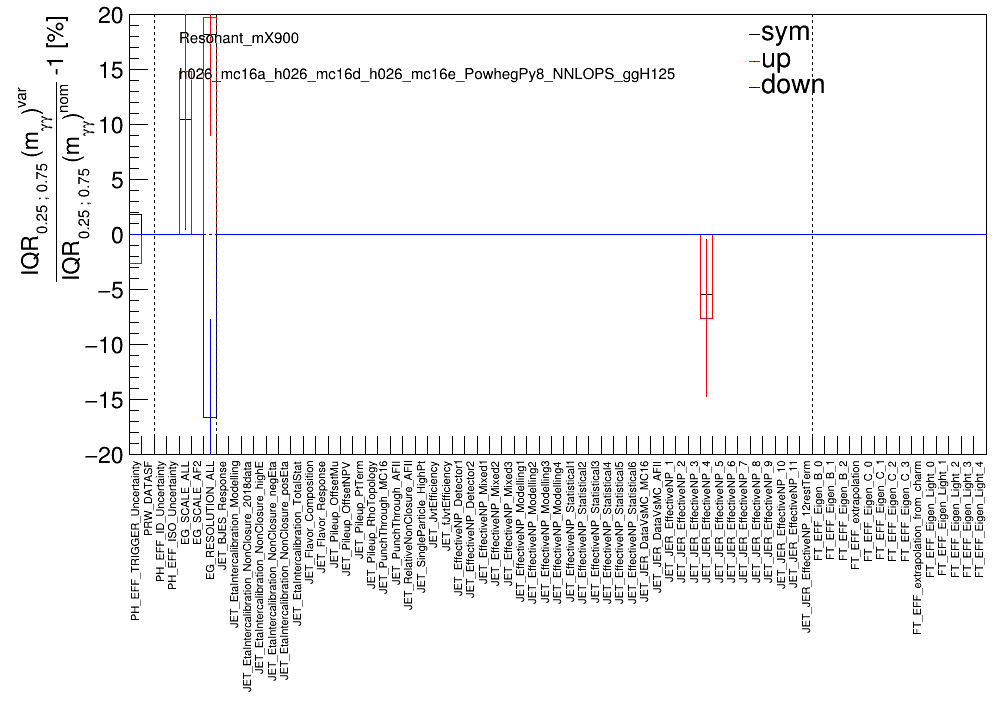 IQR0.25 ; 0.75 (mγγ)var
IQR0.25 ; 0.75 (mγγ)nom -1 [%]
20
15
10
5
0
−5
−10
−15
−20
Resonant_mX900
h026_mc16a_h026_mc16d_h026_mc16e_PowhegPy8_NNLOPS_ggH125
sym
up
down
PH_EFF_TRIGGER_Uncertainty
PRW_DATASF
PH_EFF_ID_Uncertainty
PH_EFF_ISO_Uncertainty
EG_SCALE_ALL
EG_SCALE_AF2
EG_RESOLUTION_ALL
JET_BJES_Response
JET_EtaIntercalibration_Modelling
JET_EtaIntercalibration_NonClosure_2018data
JET_EtaIntercalibration_NonClosure_highE
JET_EtaIntercalibration_NonClosure_negEta
JET_EtaIntercalibration_NonClosure_posEta
JET_EtaIntercalibration_TotalStat
JET_Flavor_Composition
JET_Flavor_Response
JET_Pileup_OffsetMu
JET_Pileup_OffsetNPV
JET_Pileup_PtTerm
JET_Pileup_RhoTopology
JET_PunchThrough_MC16
JET_PunchThrough_AFII
JET_RelativeNonClosure_AFII
JET_SingleParticle_HighPt
JET_JvtEfficiency
JET_fJvtEfficiency
JET_EffectiveNP_Detector1
JET_EffectiveNP_Detector2
JET_EffectiveNP_Mixed1
JET_EffectiveNP_Mixed2
JET_EffectiveNP_Mixed3
JET_EffectiveNP_Modelling1
JET_EffectiveNP_Modelling2
JET_EffectiveNP_Modelling3
JET_EffectiveNP_Modelling4
JET_EffectiveNP_Statistical1
JET_EffectiveNP_Statistical2
JET_EffectiveNP_Statistical3
JET_EffectiveNP_Statistical4
JET_EffectiveNP_Statistical5
JET_EffectiveNP_Statistical6
JET_JER_DataVsMC_MC16
JET_JER_DataVsMC_AFII
JET_JER_EffectiveNP_1
JET_JER_EffectiveNP_2
JET_JER_EffectiveNP_3
JET_JER_EffectiveNP_4
JET_JER_EffectiveNP_5
JET_JER_EffectiveNP_6
JET_JER_EffectiveNP_7
JET_JER_EffectiveNP_8
JET_JER_EffectiveNP_9
JET_JER_EffectiveNP_10
JET_JER_EffectiveNP_11
JET_JER_EffectiveNP_12restTerm
FT_EFF_Eigen_B_0
FT_EFF_Eigen_B_1
FT_EFF_Eigen_B_2
FT_EFF_extrapolation
FT_EFF_Eigen_C_0
FT_EFF_Eigen_C_1
FT_EFF_Eigen_C_2
FT_EFF_Eigen_C_3
FT_EFF_extrapolation_from_charm
FT_EFF_Eigen_Light_0
FT_EFF_Eigen_Light_1
FT_EFF_Eigen_Light_2
FT_EFF_Eigen_Light_3
FT_EFF_Eigen_Light_4